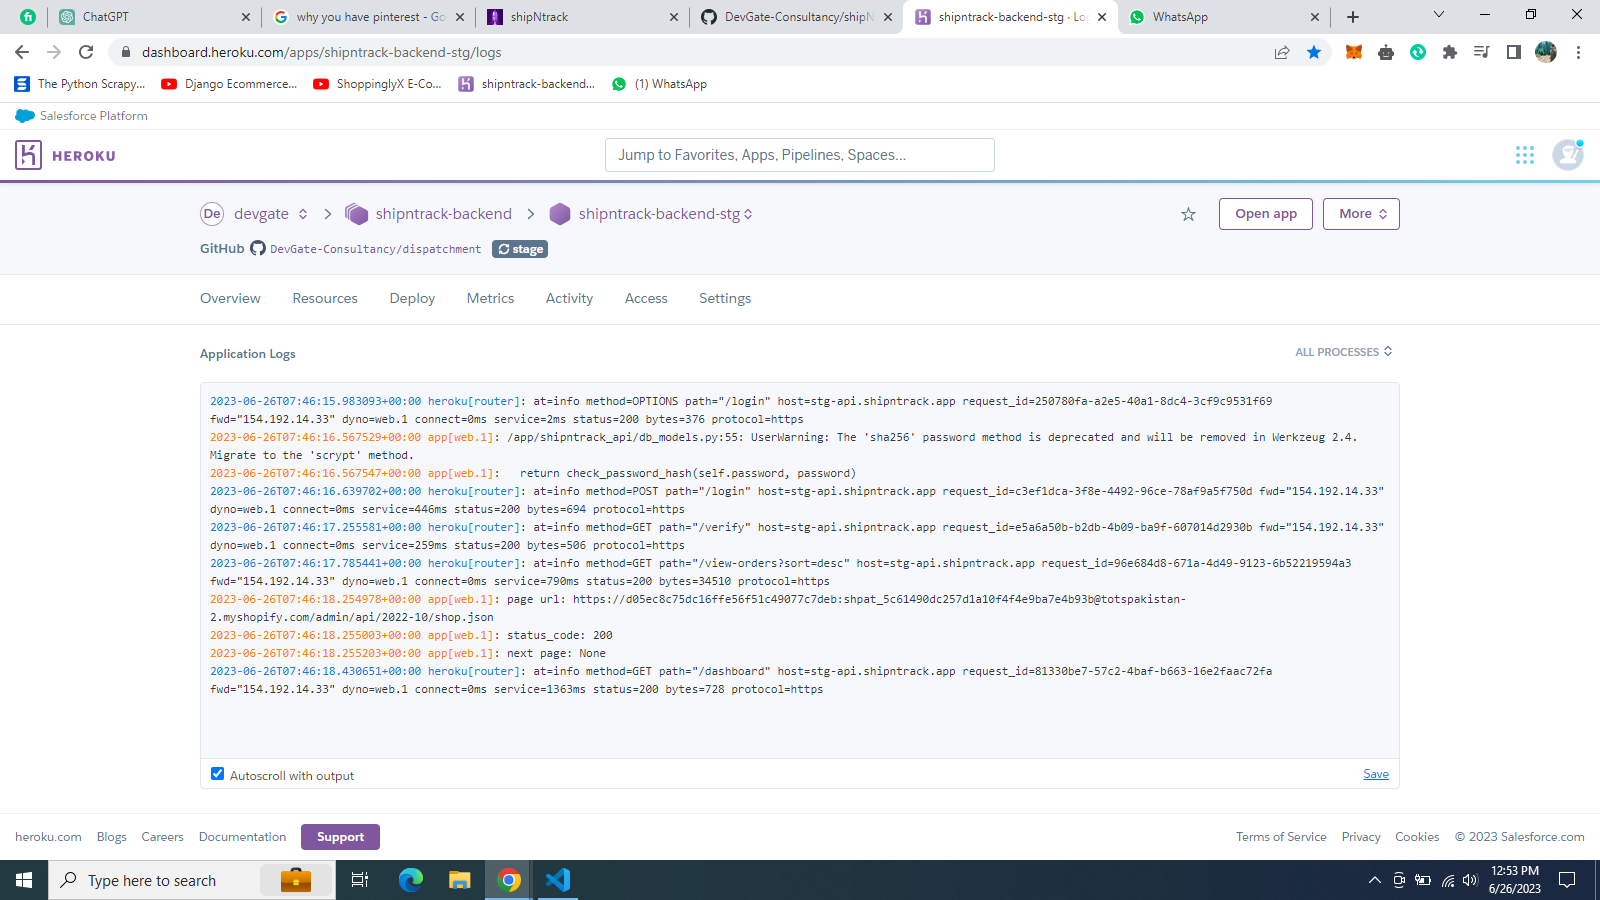 ChatGPT
why you have pinterest - Go
shipNtrack
DevGate-Consultancy/shipN
shipntrack-backend-stg · Lo
WhatsApp
dashboard.heroku.com/apps/shipntrack-backend-stg/logs
The Python Scrapy...
Django Ecommerce...
ShoppinglyX E-Co...
shipntrack-backend...
(1) WhatsApp
Salesforce Platform
HEROKU
Jump to Favorites, Apps, Pipelines, Spaces...
De devgate
shipntrack-backend
shipntrack-backend-stg
Open app
More
GitHub DevGate-Consultancy/dispatchment stage
Overview
Resources
Deploy
Metrics
Activity
Access
Settings
Application Logs
ALL PROCESSES
2023-06-26T07:46:15.983093+00:00 heroku[router]: at=info method=OPTIONS path="/login" host=stg-api.shipntrack.app request_id=250780fa-a2e5-40a1-8dc4-3cf9c9531f69
fwd="154.192.14.33" dyno=web.1 connect=0ms service=2ms status=200 bytes=376 protocol=https
2023-06-26T07:46:16.567529+00:00 app[web.1]: /app/shipntrack_api/db_models.py:55: UserWarning: The 'sha256' password method is deprecated and will be removed in Werkzeug 2.4.
Migrate to the 'scrypt' method.
2023-06-26T07:46:16.567547+00:00 app[web.1]:   return check_password_hash(self.password, password)
2023-06-26T07:46:16.639702+00:00 heroku[router]: at=info method=POST path="/login" host=stg-api.shipntrack.app request_id=c3ef1dca-3f8e-4492-96ce-78af9a5f750d fwd="154.192.14.33"
dyno=web.1 connect=0ms service=446ms status=200 bytes=694 protocol=https
2023-06-26T07:46:17.255581+00:00 heroku[router]: at=info method=GET path="/verify" host=stg-api.shipntrack.app request_id=e5a6a50b-b2db-4b09-ba9f-607014d2930b fwd="154.192.14.33"
dyno=web.1 connect=0ms service=259ms status=200 bytes=506 protocol=https
2023-06-26T07:46:17.785441+00:00 heroku[router]: at=info method=GET path="/view-orders?sort=desc" host=stg-api.shipntrack.app request_id=96e684d8-671a-4d49-9123-6b52219594a3
fwd="154.192.14.33" dyno=web.1 connect=0ms service=790ms status=200 bytes=34510 protocol=https
2023-06-26T07:46:18.254978+00:00 app[web.1]: page url: https://d05ec8c75dc16ffe56f51c49077c7deb: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@totspakistan-
2.myshopify.com/admin/api/2022-10/shop.json
2023-06-26T07:46:18.255003+00:00 app[web.1]: status_code: 200
2023-06-26T07:46:18.255203+00:00 app[web.1]: next page: None
2023-06-26T07:46:18.430651+00:00 heroku[router]: at=info method=GET path="/dashboard" host=stg-api.shipntrack.app request_id=81330be7-57c2-4baf-b663-16e2faac72fa
fwd="154.192.14.33" dyno=web.1 connect=0ms service=1363ms status=200 bytes=728 protocol=https
Autoscroll with output
Save
heroku.com
Blogs
Careers
Documentation
Support
Terms of Service
Privacy
Cookies
© 2023 Salesforce.com
Type here to search
12:53 PM
6/26/2023